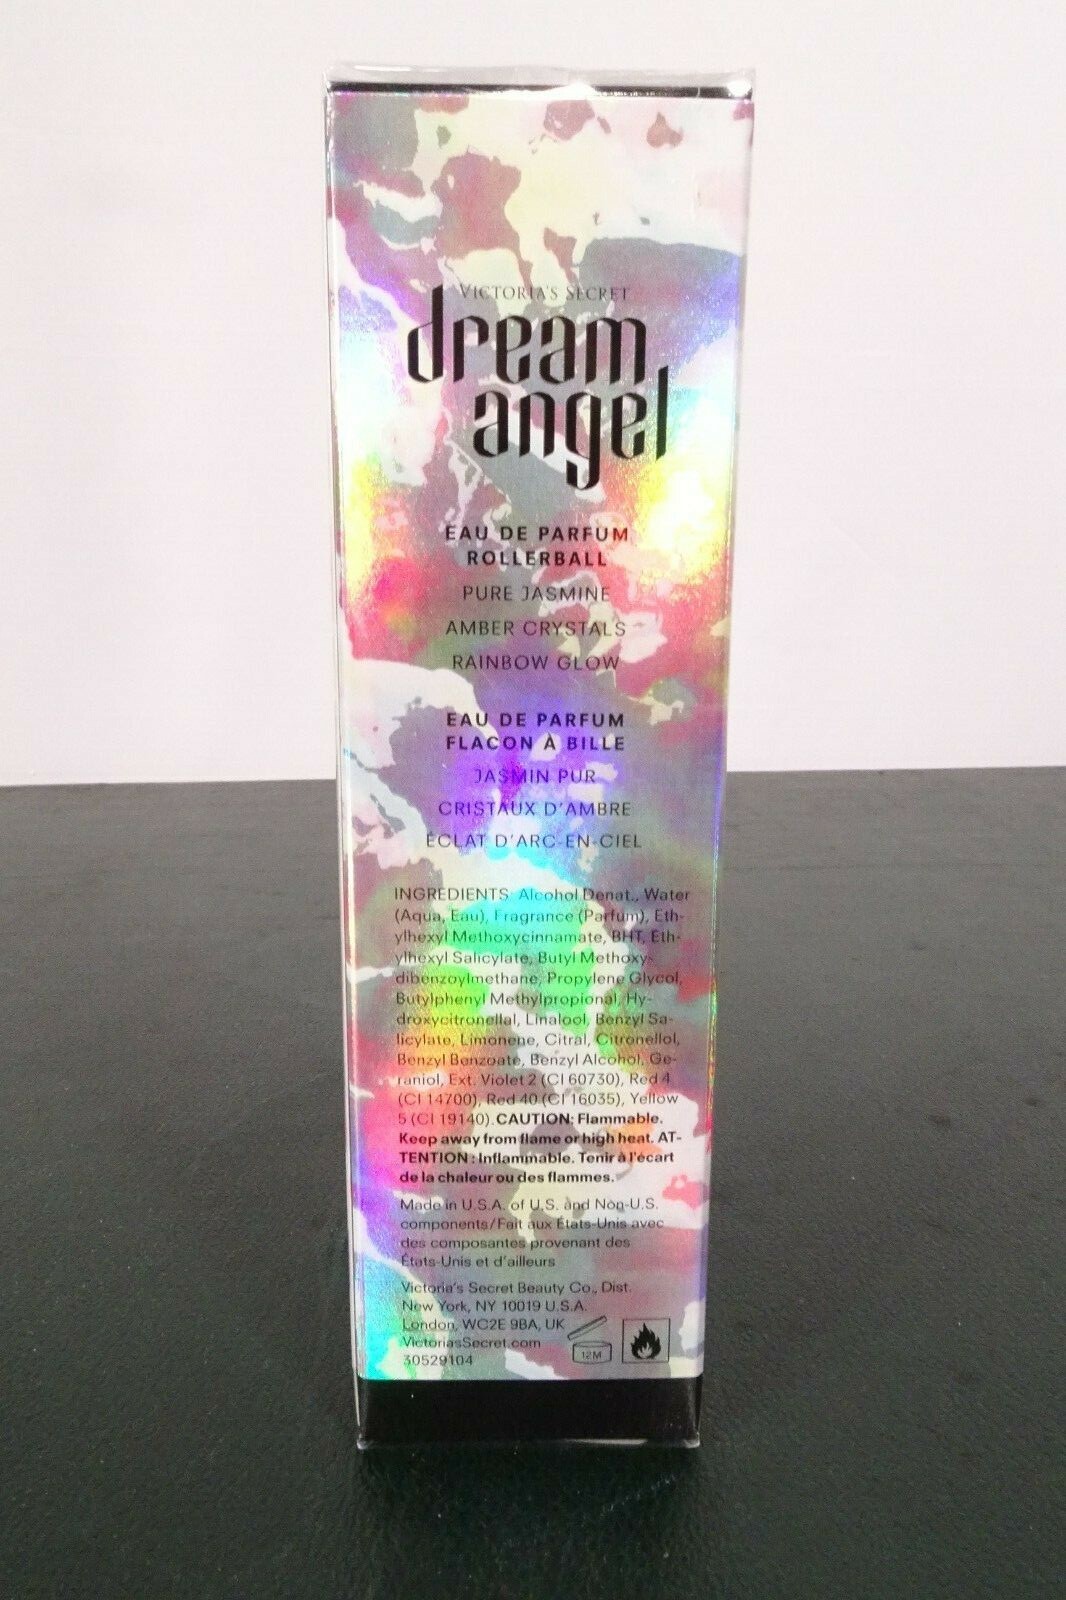 VICTORIA'S SECRET
dream
angel
EAU DE PARFUM
ROLLERBALL
PURE JASMINE
AMBER CRYSTALS
RAINBOW GLOW
EAU DE PARFUM
FLACON À BILLE
JASMIN PUR
CRISTAUX D'AMBRE
ÉCLAT D'ARC-EN-CIEL
INGREDIENTS: Alcohol Denat., Water
(Aqua, Eau), Fragrance (Parfum), Eth-
ylhexyl Methoxycinnamate, BHT, Eth-
ylhexyl Salicylate, Butyl Methoxy-
dibenzoylmethane, Propylene Glycol,
Butylphenyl Methylpropional, Hy-
droxycitronellal, Linalool, Benzyl Sa-
licylate, Limonene, Citral, Citronellol,
Benzyl Benzoate, Benzyl Alcohol, Ge-
raniol, Ext. Violet 2 (CI 60730), Red 4
(CI 14700), Red 40 (CI 16035), Yellow
5 (CI 19140). CAUTION: Flammable.
Keep away from flame or high heat. AT-
TENTION : Inflammable. Tenir à l'écart
de la chaleur ou des flammes.
Made in U.S.A. of U.S. and Non-U.S.
components/Fait aux États-Unis avec
des composantes provenant des
États-Unis et d'ailleurs
Victoria's Secret Beauty Co., Dist.
New York, NY 10019 U.S.A.
London, WC2E 9BA, UK
VictoriasSecret.com
30529104
12M